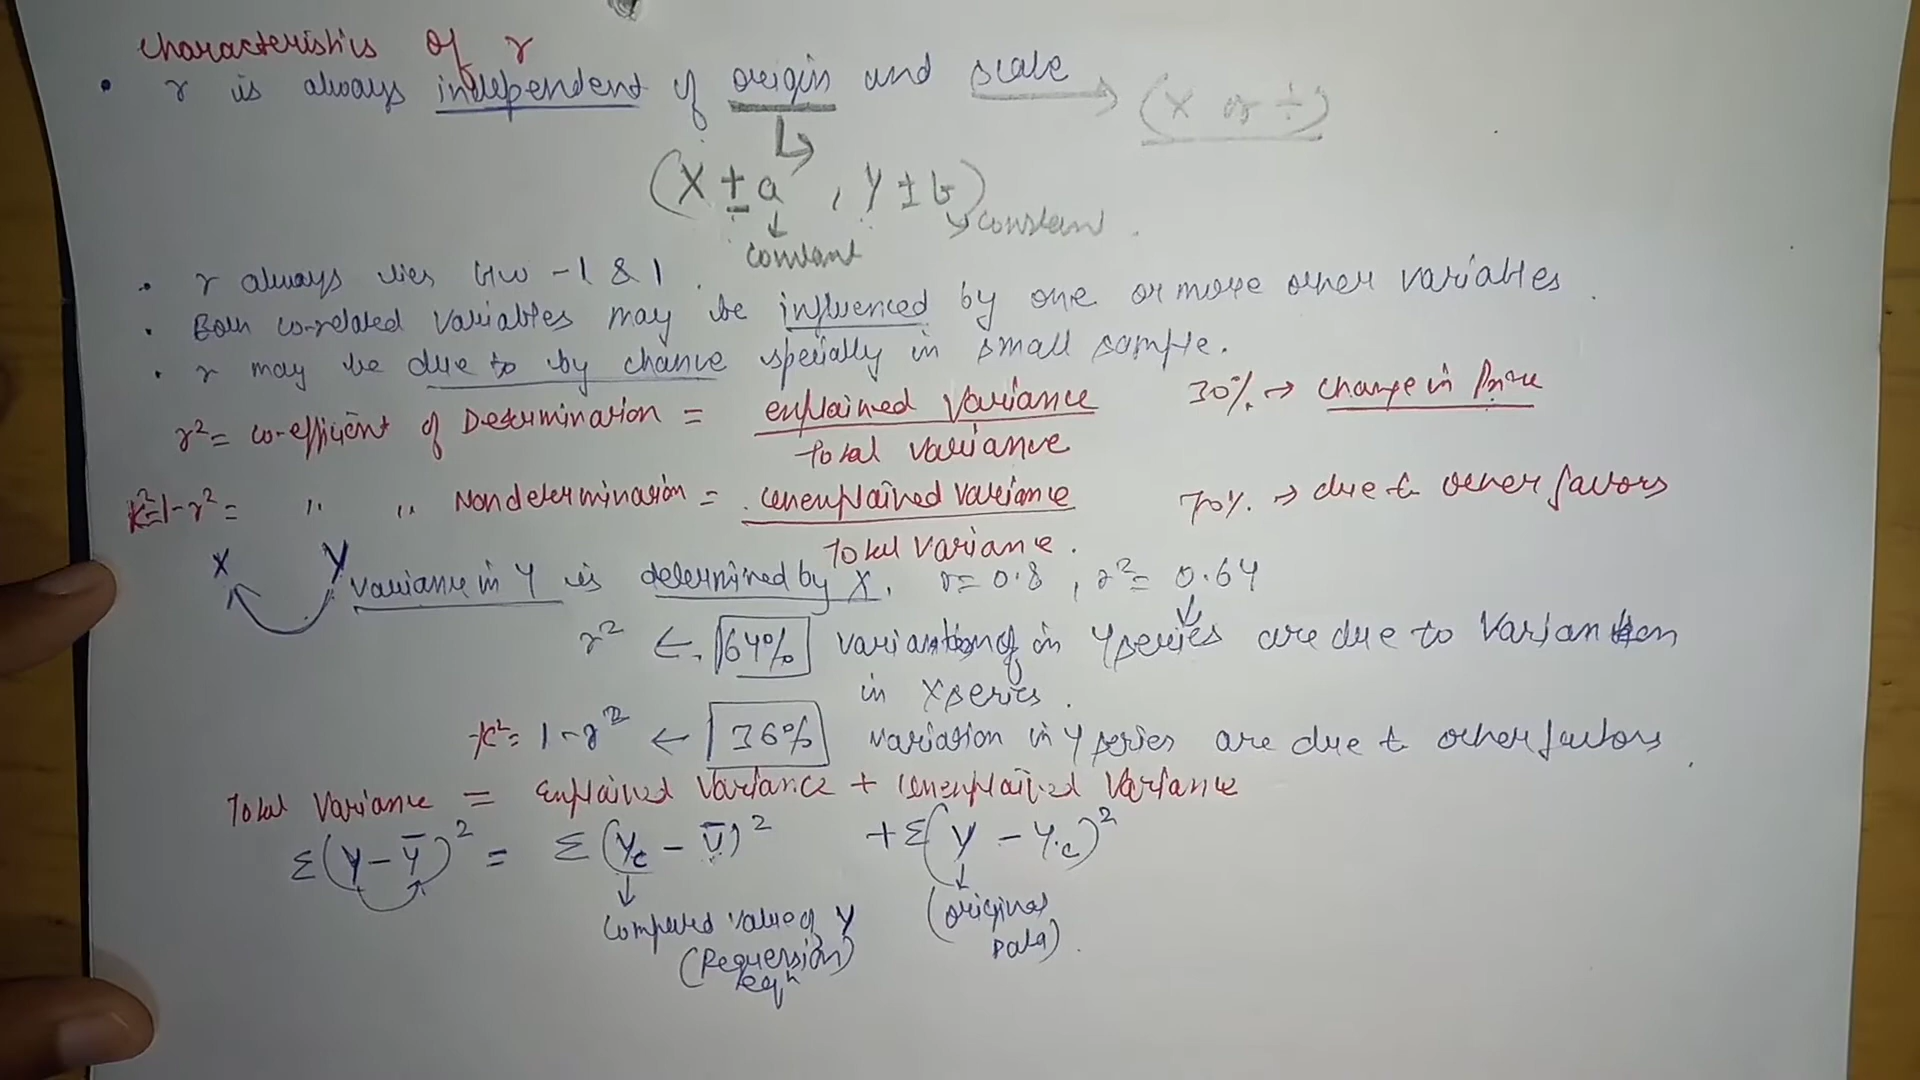 Characteristics of r
• r is always independent of origin and scale → (X or ÷)
(X ± a , Y ± b)
constant
constant
• r always lies btw -1 & 1.
• Both co-related variables may be influenced by one or more other variables.
• r may be due to by chance specially in small sample.
r² = co-efficient of Determination = explained Variance / Total variance
30% → change in Price
K² = 1-r² = " " Non determination = unexplained variance / Total variance.
70% → due to other factors
X Y
variance in Y is determined by X. r = 0.8 , r² = 0.64
r² ← 64% variation in Y series are due to variation
in X series.
K² = 1-r² ← 36% variation in Y series are due to other factors.
Total Variance = Explained Variance + Unexplained Variance
Σ(Y - Ȳ)² = Σ(Yc - Ȳ)² + Σ(Y - Yc)²
Computed value of Y
(Regression
eqⁿ)
(original
Data).